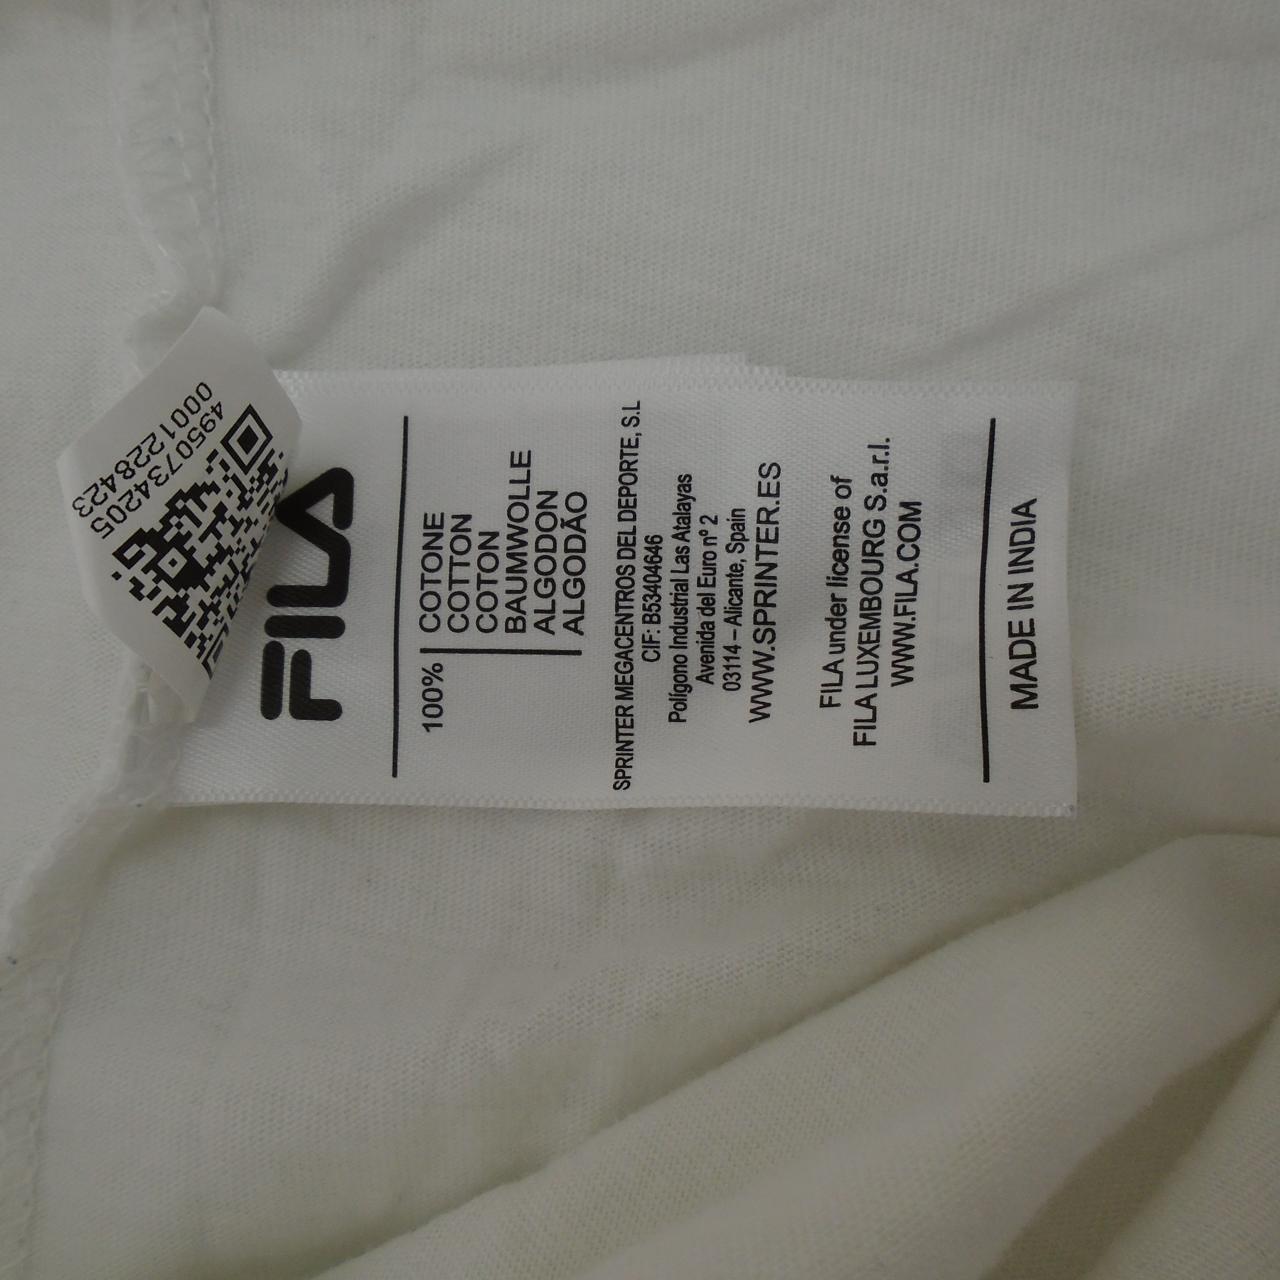 4950734205
0001228423
FILA
100%
COTONE
COTTON
COTON
BAUMWOLLE
ALGODON
ALGODÃO
SPRINTER MEGACENTROS DEL DEPORTE, S.L
CIF: B53404646
Polígono Industrial Las Atalayas
Avenida del Euro nº 2
03114 – Alicante, Spain
WWW.SPRINTER.ES
FILA under license of
FILA LUXEMBOURG S.a.r.l.
WWW.FILA.COM
MADE IN INDIA